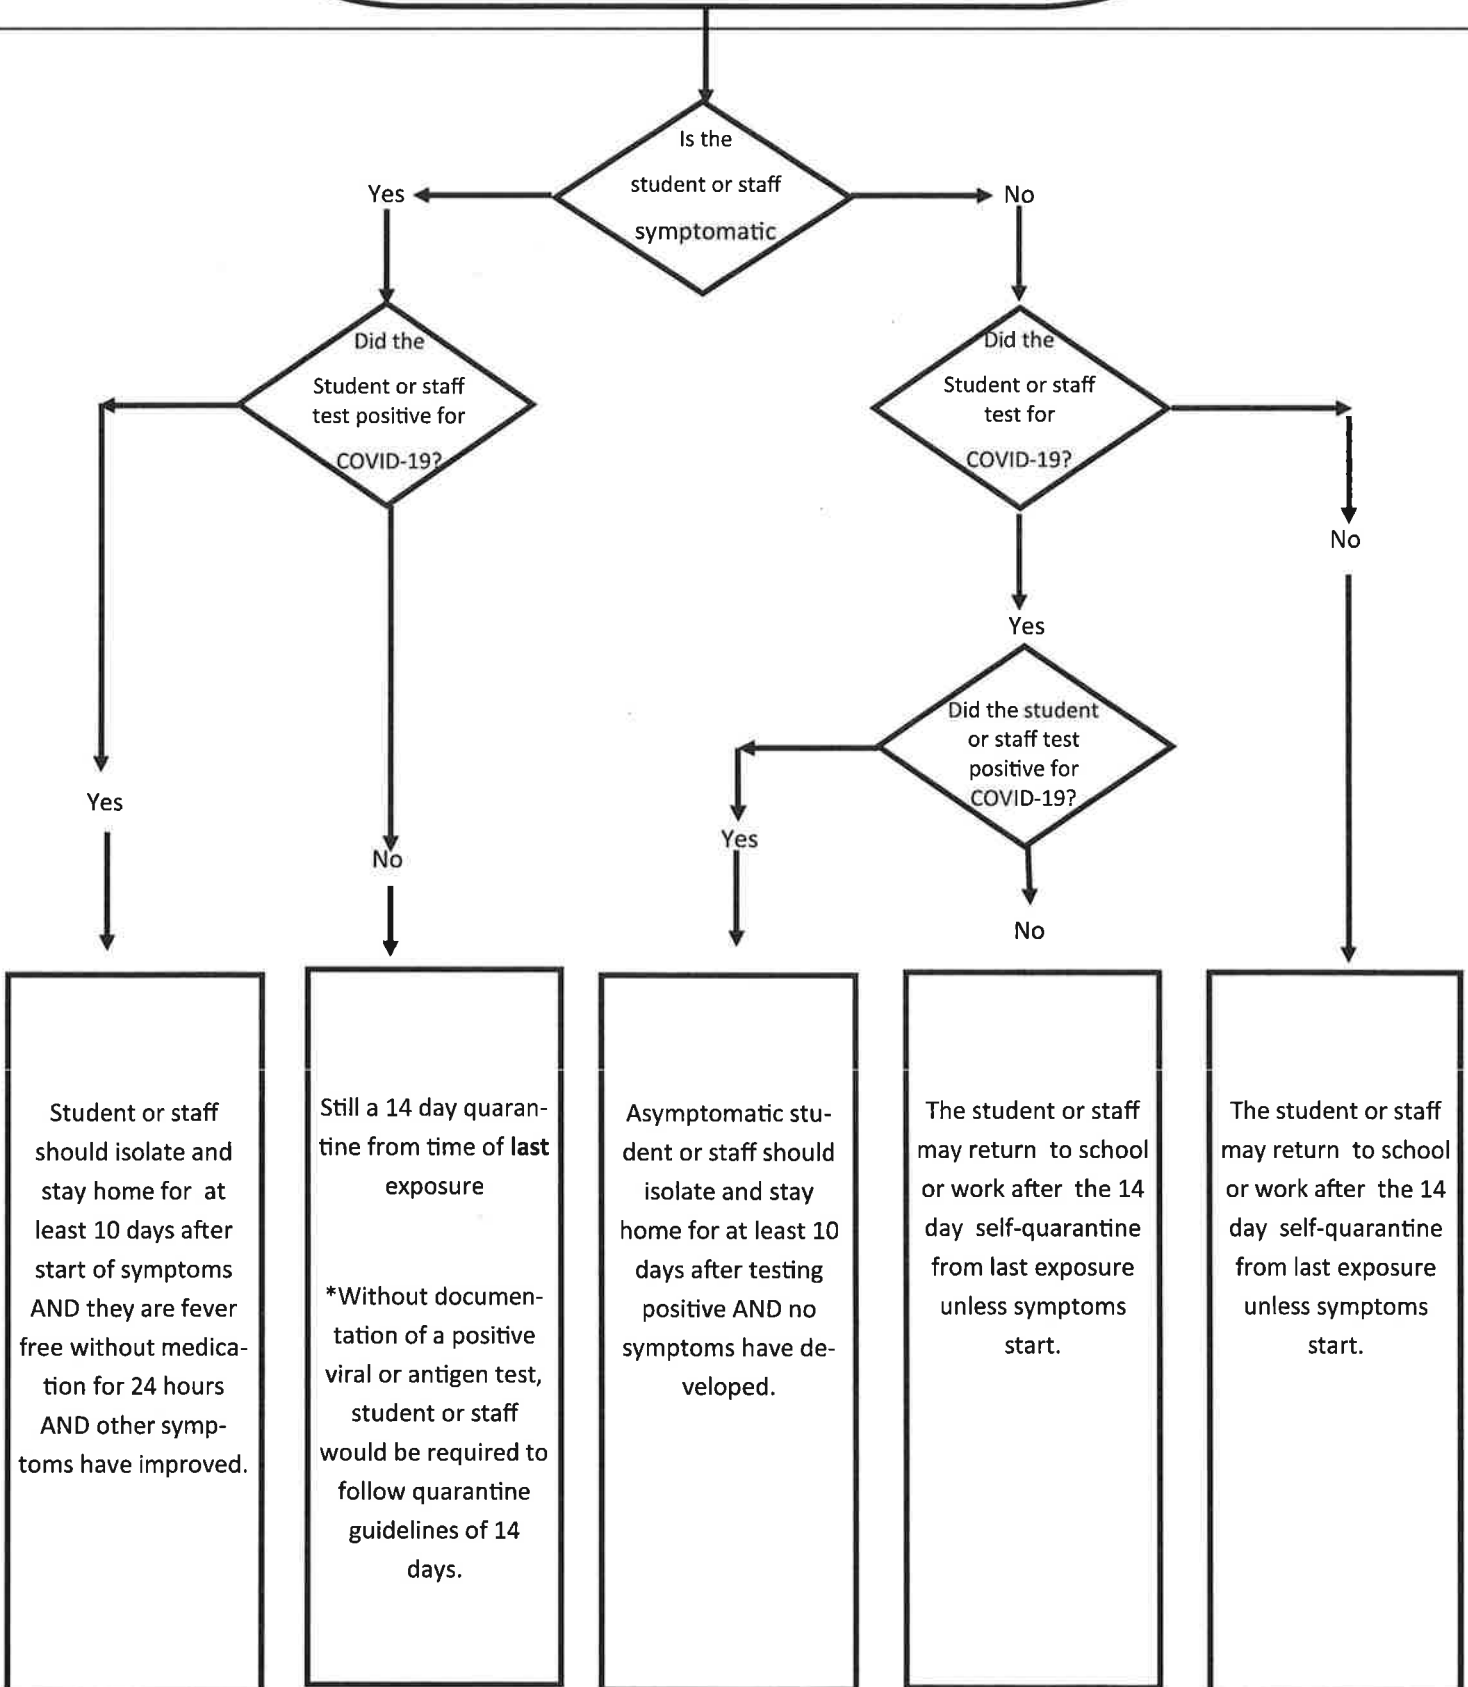 Is the
student or staff
symptomatic
Yes
No
Did the
Student or staff
test positive for
COVID-19?
Did the
Student or staff
test for
COVID-19?
No
Yes
Did the student
or staff test
positive for
COVID-19?
Yes
Yes
No
No
Student or staff
should isolate and
stay home for at
least 10 days after
start of symptoms
AND they are fever
free without medica-
tion for 24 hours
AND other symp-
toms have improved.
Still a 14 day quaran-
tine from time of last
exposure
*Without documen-
tation of a positive
viral or antigen test,
student or staff
would be required to
follow quarantine
guidelines of 14
days.
Asymptomatic stu-
dent or staff should
isolate and stay
home for at least 10
days after testing
positive AND no
symptoms have de-
veloped.
The student or staff
may return to school
or work after the 14
day self-quarantine
from last exposure
unless symptoms
start.
The student or staff
may return to school
or work after the 14
day self-quarantine
from last exposure
unless symptoms
start.